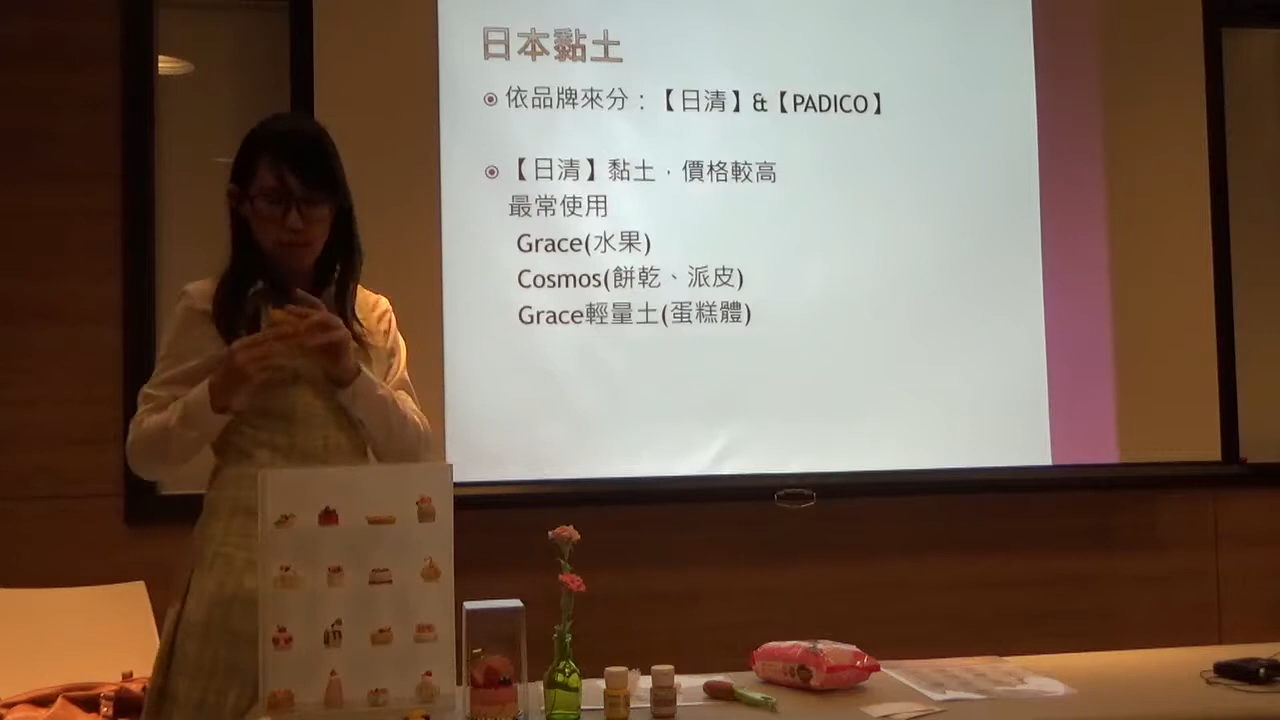 日本黏土
依品牌來分：【日清】&【PADICO】
【日清】黏土，價格較高
最常使用
Grace(水果)
Cosmos(餅乾、派皮)
Grace輕量土(蛋糕體)